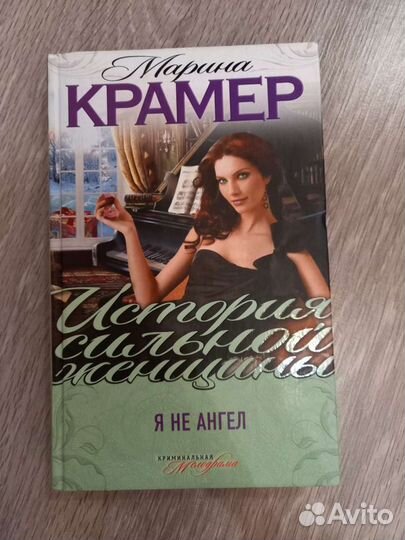 Марина
КРАМЕР
История
сильной
женщины
Я НЕ АНГЕЛ
КРИМИНАЛЬНАЯ
Мелодрама
Avito